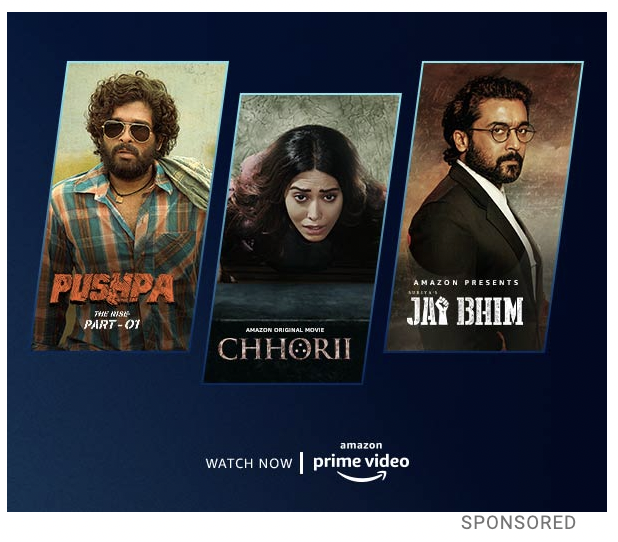 PUSHPA
THE RISE
PART - 01
AMAZON ORIGINAL MOVIE
CHHORII
AMAZON PRESENTS
SURIYA'S
JAI BHIM
WATCH NOW | amazon prime video
SPONSORED